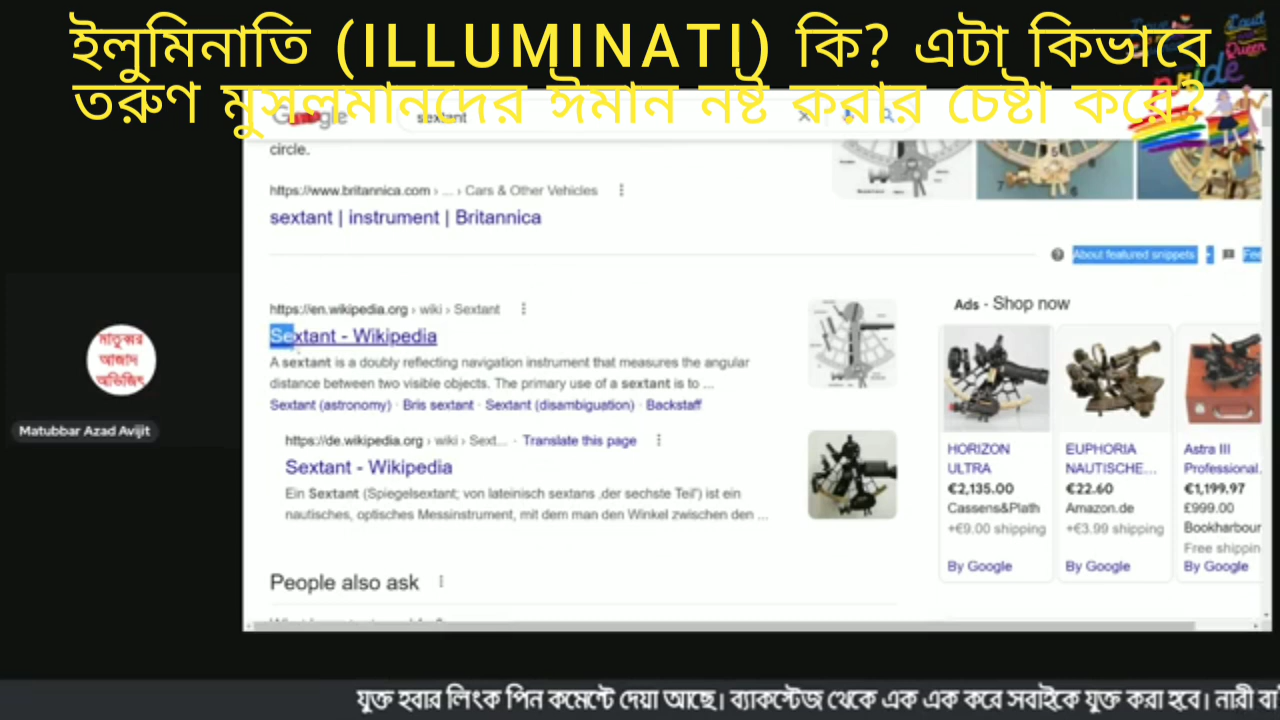 ইলুমিনাতি (ILLUMINATI) কি? এটা কিভাবে
তরুণ মুসলমানদের ঈমান নষ্ট করার চেষ্টা করে?
Queen
pride
sextant
circle.
https://www.britannica.com › ... › Cars & Other Vehicles
sextant | instrument | Britannica
About featured snippets
https://en.wikipedia.org › wiki › Sextant
Sextant - Wikipedia
A sextant is a doubly reflecting navigation instrument that measures the angular
distance between two visible objects. The primary use of a sextant is to ...
Sextant (astronomy) · Bris sextant · Sextant (disambiguation) · Backstaff
https://de.wikipedia.org › wiki › Sext... · Translate this page
Sextant - Wikipedia
Ein Sextant (Spiegelsextant; von lateinisch sextans ‚der sechste Teil') ist ein
nautisches, optisches Messinstrument, mit dem man den Winkel zwischen den ...
People also ask
Ads - Shop now
HORIZON
ULTRA
€2,135.00
Cassens&Plath
+€9.00 shipping
By Google
EUPHORIA
NAUTISCHE...
€22.60
Amazon.de
+€3.99 shipping
By Google
Astra III
Professional
€1,199.97
£999.00
Bookharbour
Free shippin
By Google
মাতুব্বর
আজাদ
অভিজিৎ
Matubbar Azad Avijit
যুক্ত হবার লিংক পিন কমেন্টে দেয়া আছে। ব্যাকস্টেজ থেকে এক এক করে সবাইকে যুক্ত করা হবে। নারী